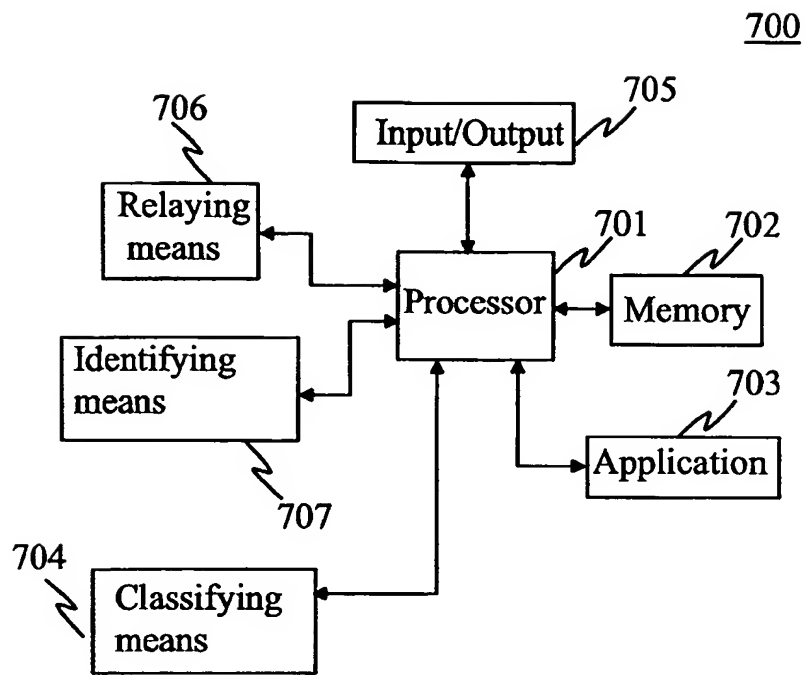 700
706
705
Input/Output
Relaying
means
701
702
Processor
Memory
Identifying
means
703
Application
707
704
Classifying
means